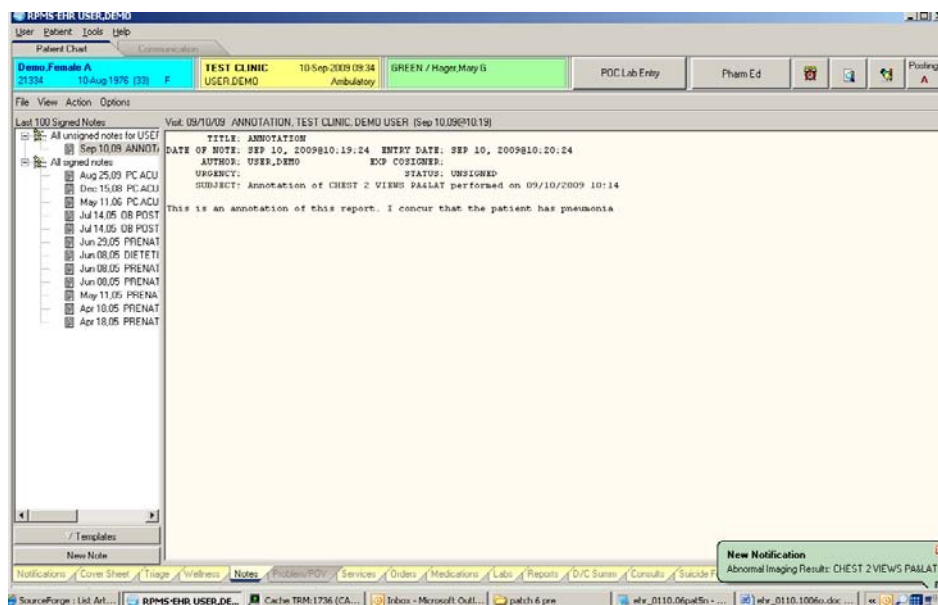 RPMS-EHR USER,DEMO
User Patient Tools Help
Patient Chart Communication
Demo,Female A
21334 10-Aug-1976 (33) F
TEST CLINIC 10-Sep-2009 09:34
USER,DEMO Ambulatory
GREEN / Hager,Mary G
POC Lab Entry
Pharm Ed
Posting
A
File View Action Options
Last 100 Signed Notes
Visit: 09/10/09 ANNOTATION, TEST CLINIC, DEMO USER (Sep 10,09@10:19)
All unsigned notes for USER
Sep 10,09 ANNOT
All signed notes
Aug 25,09 PC ACU
Dec 15,08 PC ACU
May 11,06 PC ACU
Jul 14,05 OB POST
Jul 14,05 OB POST
Jun 29,05 PRENAT
Jun 08,05 DIETETI
Jun 08,05 PRENAT
Jun 08,05 PRENAT
May 11,05 PRENA
Apr 18,05 PRENAT
Apr 18,05 PRENAT
TITLE: ANNOTATION
DATE OF NOTE: SEP 10, 2009@10:19:24 ENTRY DATE: SEP 10, 2009@10:20:24
AUTHOR: USER,DEMO EXP COSIGNER:
URGENCY: STATUS: UNSIGNED
SUBJECT: Annotation of CHEST 2 VIEWS PA&LAT performed on 09/10/2009 10:14
This is an annotation of this report. I concur that the patient has pneumonia
/ Templates
New Note
New Notification
Abnormal Imaging Results: CHEST 2 VIEWS PA&LAT
Notifications Cover Sheet Triage Wellness Notes Problem/POV Services Orders Medications Labs Reports D/C Summ Consults Suicide F
SourceForge : List Art... RPMS-EHR USER,DE... Cache TRM:1736 (CA... Inbox - Microsoft Outl... patch 6 pre ehr_0110.06pat5n -... ehr_0110.1006o.doc ...